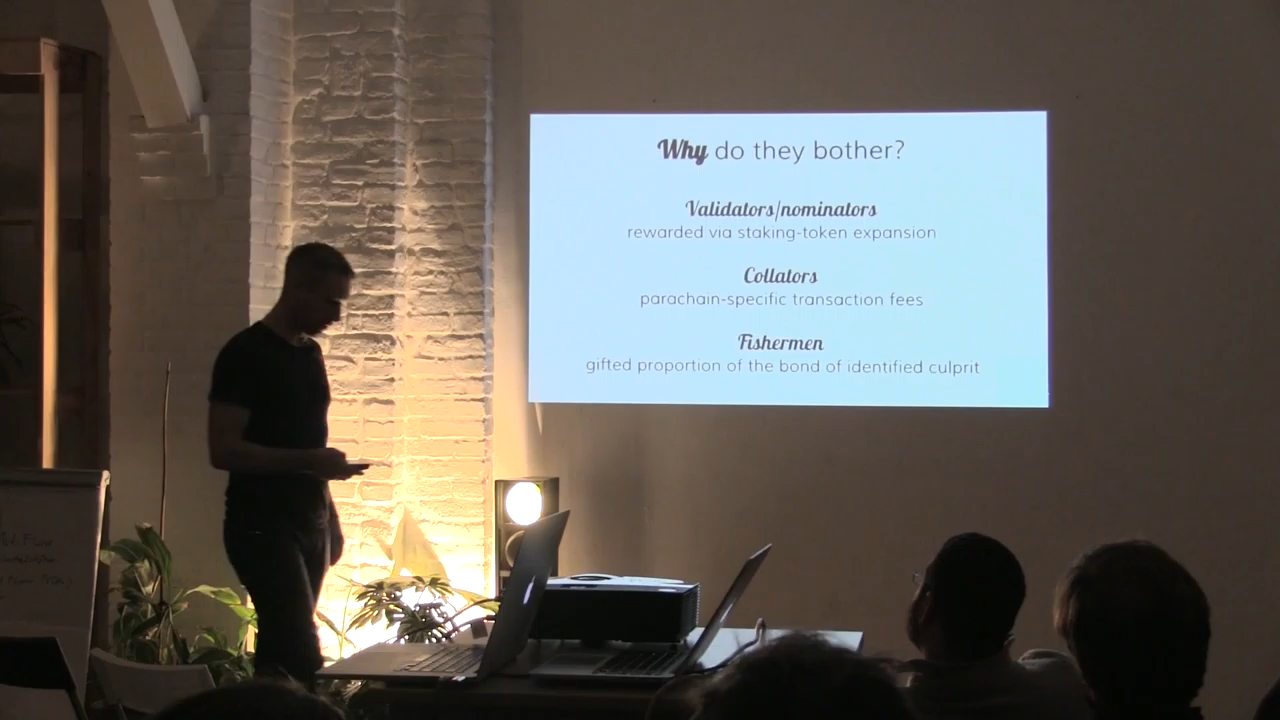 Why do they bother?
Validators/nominators
rewarded via staking-token expansion
Collators
parachain-specific transaction fees
Fishermen
gifted proportion of the bond of identified culprit